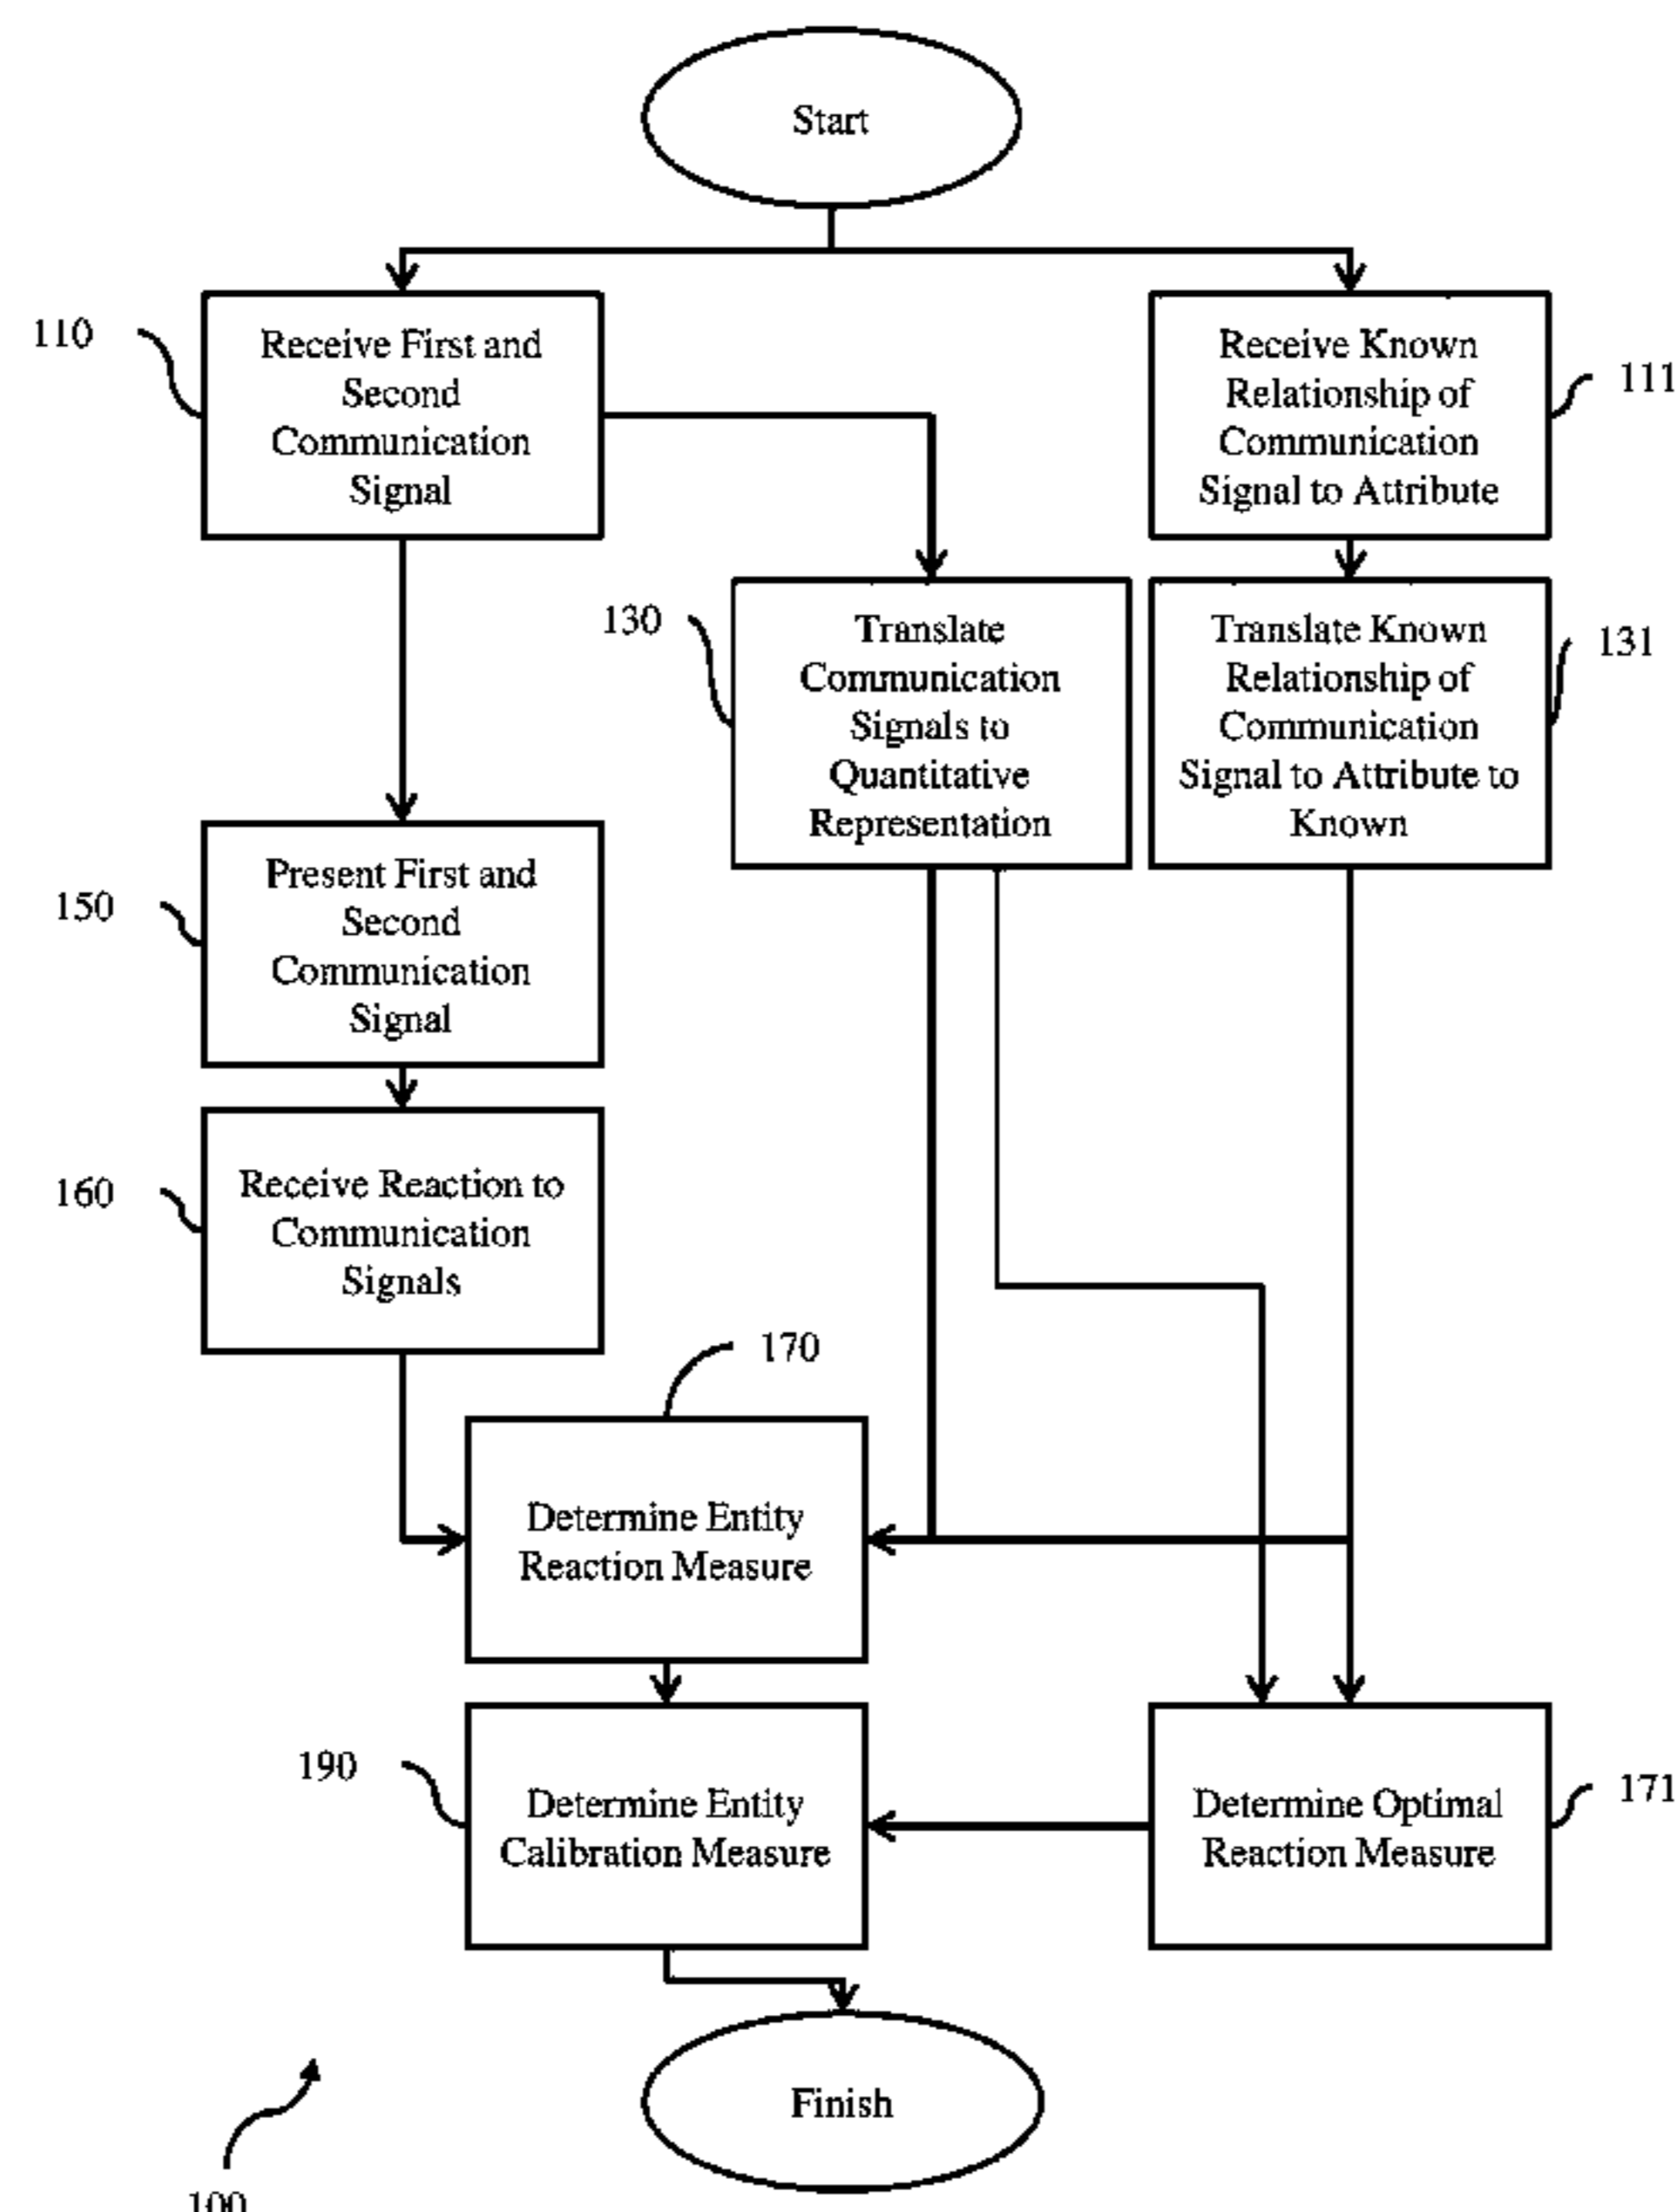 Start
110
Receive First and
Second
Communication
Signal
Receive Known
Relationship of
Communication
Signal to Attribute
111
130
Translate
Communication
Signals to
Quantitative
Representation
Translate Known
Relationship of
Communication
Signal to Attribute to
Known
131
150
Present First and
Second
Communication
Signal
160
Receive Reaction to
Communication
Signals
170
Determine Entity
Reaction Measure
190
Determine Entity
Calibration Measure
Determine Optimal
Reaction Measure
171
Finish
100